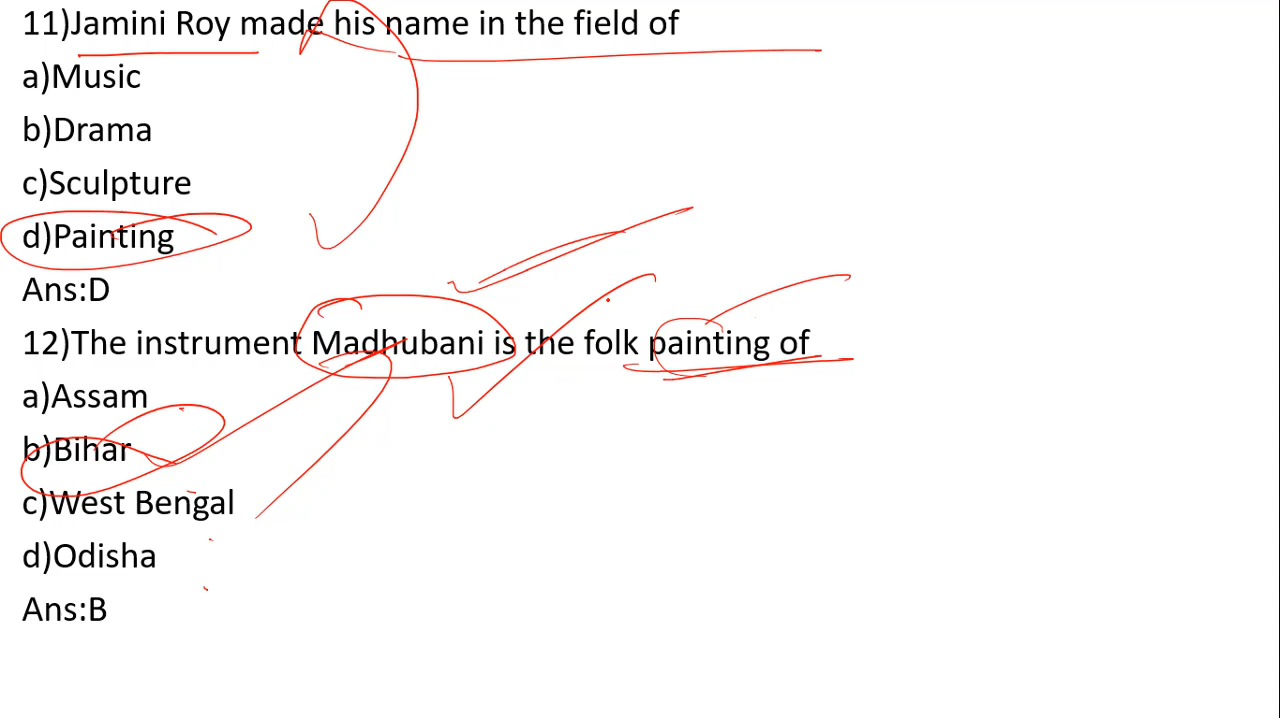 11)Jamini Roy made his name in the field of
a)Music
b)Drama
c)Sculpture
d)Painting
Ans:D
12)The instrument Madhubani is the folk painting of
a)Assam
b)Bihar
c)West Bengal
d)Odisha
Ans:B